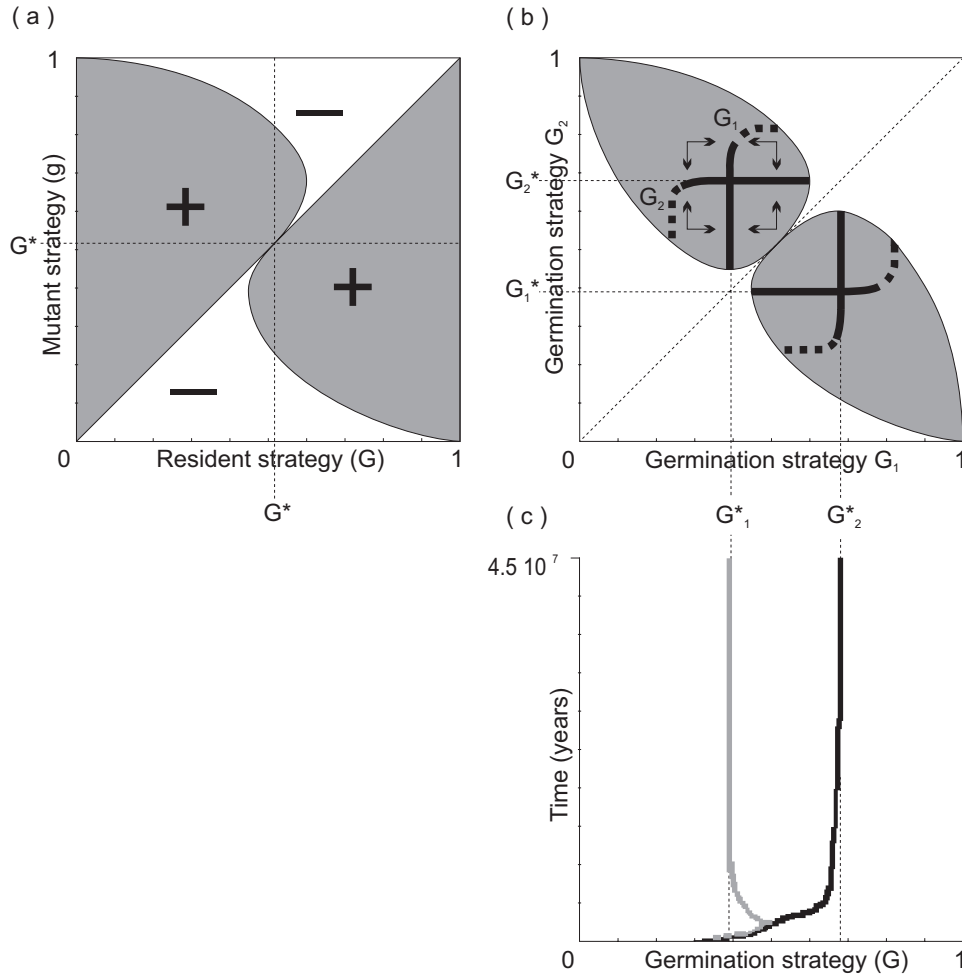 ( a )
1
Mutant strategy (g)
G*
+
−
+
−
0
Resident strategy (G)
1
G*
( b )
1
Germination strategy G₂
G₂*
G₁*
G₁
G₂
0
Germination strategy G₁
1
G*₁
G*₂
( c )
4.5 10 ⁷
Time (years)
0
Germination strategy (G)
1